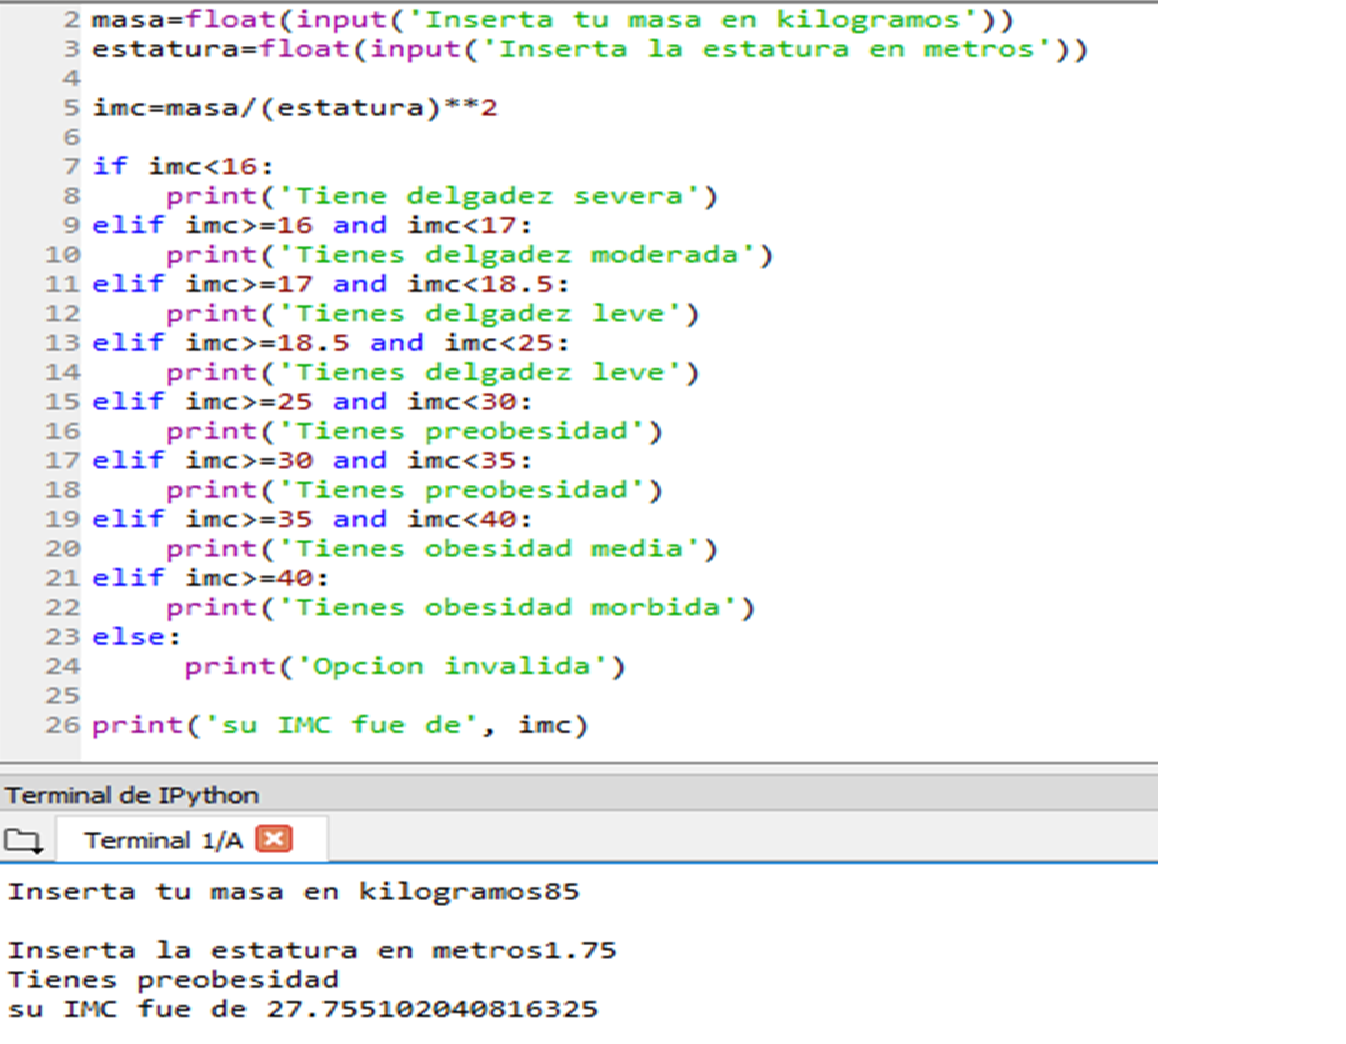 2 masa=float(input('Inserta tu masa en kilogramos'))
3 estatura=float(input('Inserta la estatura en metros'))
4
5 imc=masa/(estatura)**2
6
7 if imc<16:
8     print('Tiene delgadez severa')
9 elif imc>=16 and imc<17:
10     print('Tienes delgadez moderada')
11 elif imc>=17 and imc<18.5:
12     print('Tienes delgadez leve')
13 elif imc>=18.5 and imc<25:
14     print('Tienes delgadez leve')
15 elif imc>=25 and imc<30:
16     print('Tienes preobesidad')
17 elif imc>=30 and imc<35:
18     print('Tienes preobesidad')
19 elif imc>=35 and imc<40:
20     print('Tienes obesidad media')
21 elif imc>=40:
22     print('Tienes obesidad morbida')
23 else:
24      print('Opcion invalida')
25
26 print('su IMC fue de', imc)
Terminal de IPython
Terminal 1/A
Inserta tu masa en kilogramos85
Inserta la estatura en metros1.75
Tienes preobesidad
su IMC fue de 27.755102040816325